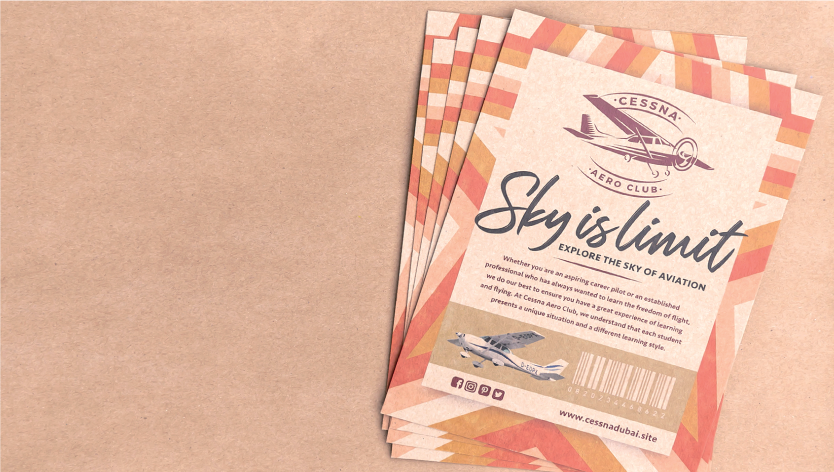 CESSNA
AERO CLUB
Sky is limit
EXPLORE THE SKY OF AVIATION
Whether you are an aspiring career pilot or an established
professional who has always wanted to learn the freedom of flight,
we do our best to ensure you have a great experience of learning
and flying. At Cessna Aero Club, we understand that each student
presents a unique situation and a different learning style.
www.cessnadubai.site